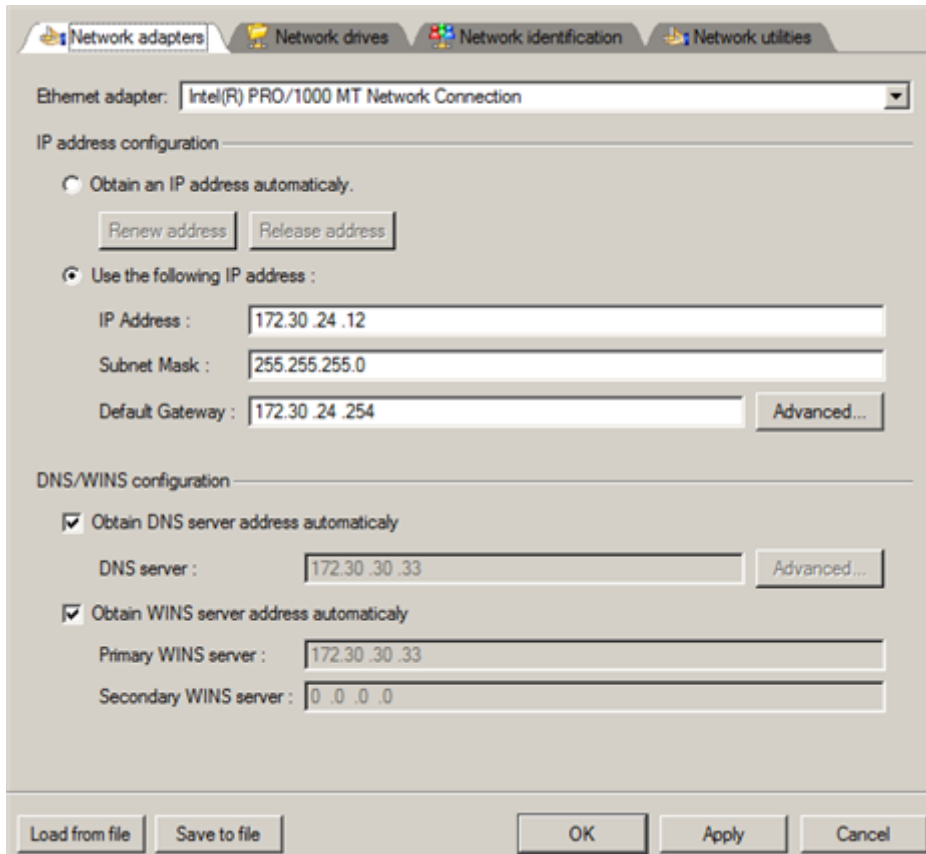 Network adapters Network drives Network identification Network utilities
Ethernet adapter: Intel(R) PRO/1000 MT Network Connection
IP address configuration
Obtain an IP address automaticaly.
Renew address Release address
Use the following IP address :
IP Address : 172.30 .24 .12
Subnet Mask : 255.255.255.0
Default Gateway : 172.30 .24 .254 Advanced...
DNS/WINS configuration
Obtain DNS server address automaticaly
DNS server : 172.30 .30 .33 Advanced...
Obtain WINS server address automaticaly
Primary WINS server : 172.30 .30 .33
Secondary WINS server : 0 .0 .0 .0
Load from file Save to file OK Apply Cancel